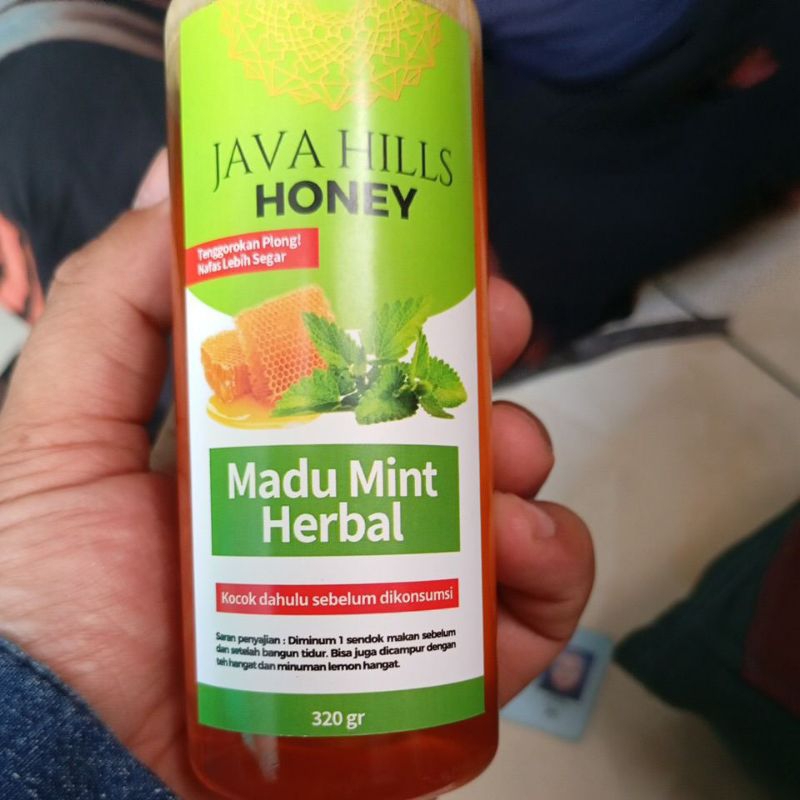 JAVA HILLS
HONEY
Tenggorokan Plong!
Nafas Lebih Segar
Madu Mint
Herbal
Kocok dahulu sebelum dikonsumsi
Saran penyajian : Diminum 1 sendok makan sebelum
dan setelah bangun tidur. Bisa juga dicampur dengan
teh hangat dan minuman lemon hangat.
320 gr